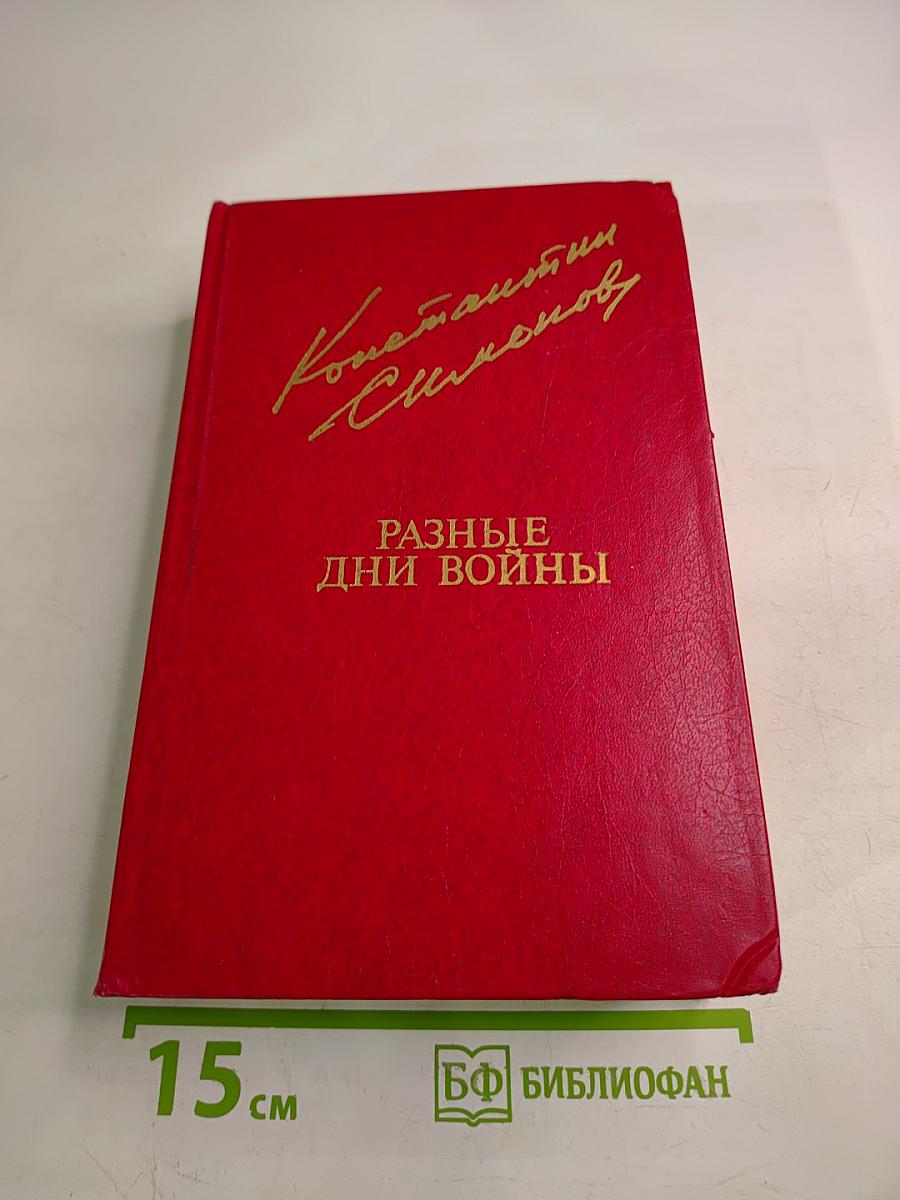 Константин
Симонов
РАЗНЫЕ
ДНИ ВОЙНЫ
15 см
БФ БИБЛИОФАН